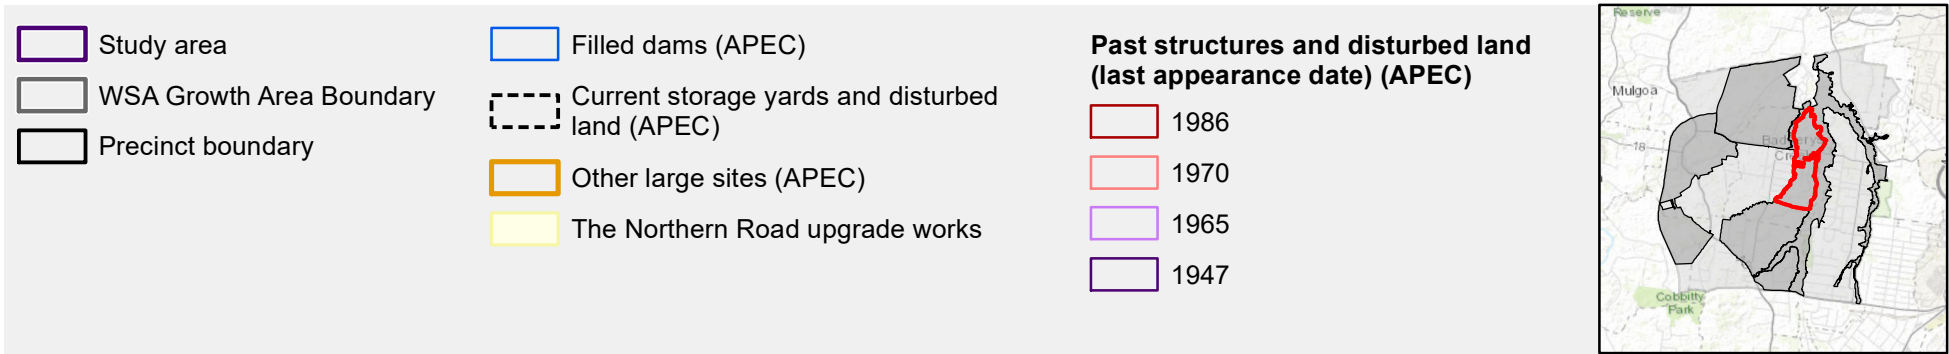 Study area
WSA Growth Area Boundary
Precinct boundary
Filled dams (APEC)
Current storage yards and disturbed
land (APEC)
Other large sites (APEC)
The Northern Road upgrade works
Past structures and disturbed land
(last appearance date) (APEC)
1986
1970
1965
1947
Reserve
Mulgoa
18
Cobbitty
Park